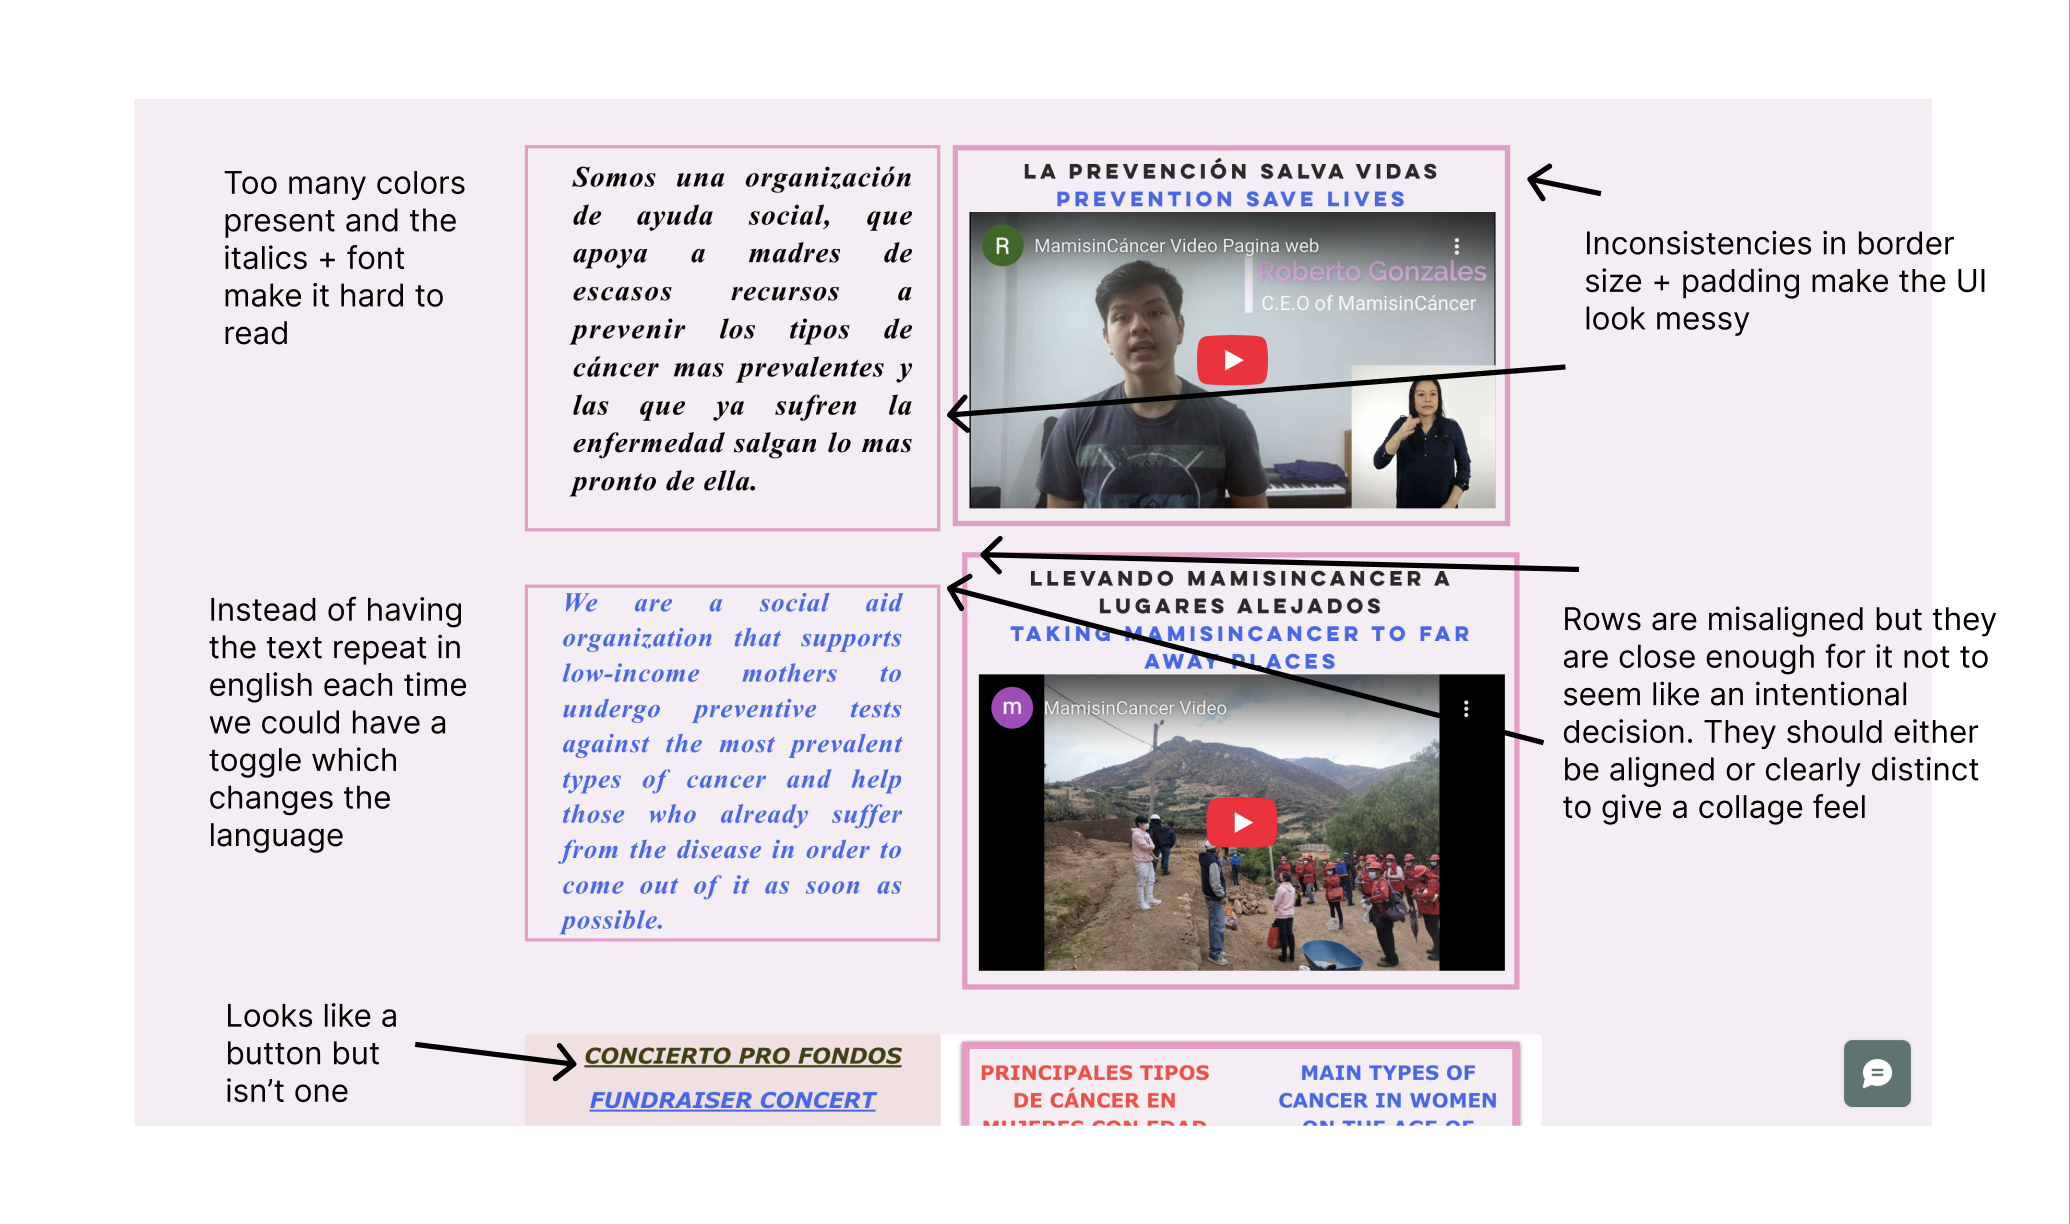 Too many colors
present and the
italics + font
make it hard to
read
Somos una organización
de ayuda social, que
apoya a madres de
escasos recursos a
prevenir los tipos de
cáncer mas prevalentes y
las que ya sufren la
enfermedad salgan lo mas
pronto de ella.
LA PREVENCIÓN SALVA VIDAS
PREVENTION SAVE LIVES
R
MamisinCáncer Video Pagina web
Roberto Gonzales
C.E.O of MamisinCáncer
Inconsistencies in border
size + padding make the UI
look messy
Instead of having
the text repeat in
english each time
we could have a
toggle which
changes the
language
We are a social aid
organization that supports
low-income mothers to
undergo preventive tests
against the most prevalent
types of cancer and help
those who already suffer
from the disease in order to
come out of it as soon as
possible.
LLEVANDO MAMISINCANCER A
LUGARES ALEJADOS
TAKING MAMISINCANCER TO FAR
AWAY PLACES
m
MamisinCancer Video
Rows are misaligned but they
are close enough for it not to
seem like an intentional
decision. They should either
be aligned or clearly distinct
to give a collage feel
Looks like a
button but
isn't one
CONCIERTO PRO FONDOS
FUNDRAISER CONCERT
PRINCIPALES TIPOS
DE CÁNCER EN
MUJERES CON EDAD
MAIN TYPES OF
CANCER IN WOMEN
ON THE AGE OF